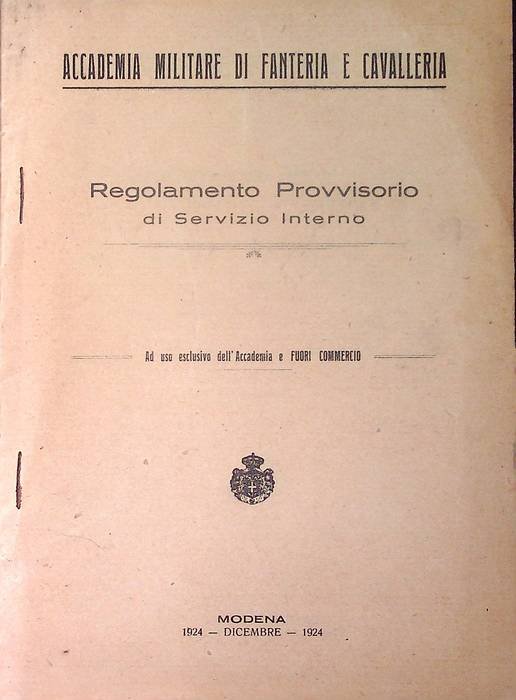 ACCADEMIA MILITARE DI FANTERIA E CAVALLERIA
Regolamento Provvisorio
di Servizio Interno
Ad uso esclusivo dell'Accademia e FUORI COMMERCIO
MODENA
1924 — DICEMBRE — 1924